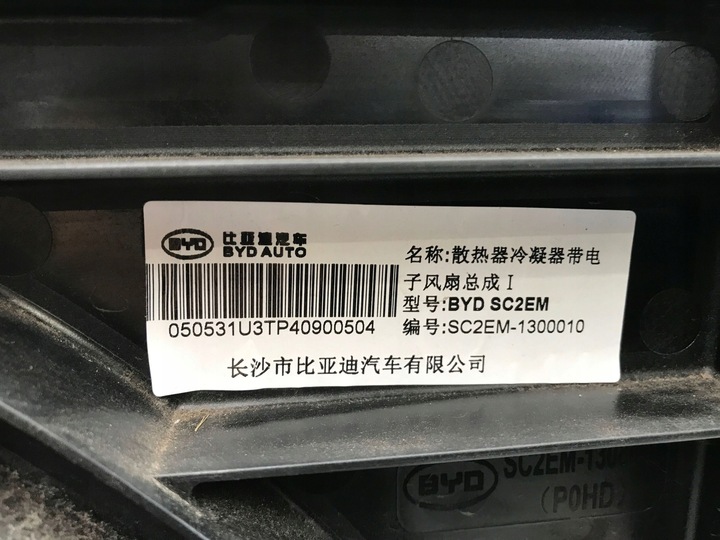 BYD 比亚迪汽车
BYD AUTO
050531U3TP40900504
名称:散热器冷凝器带电
子风扇总成 I
型号:BYD SC2EM
编号:SC2EM-1300010
长沙市比亚迪汽车有限公司
BYD
(P0HD